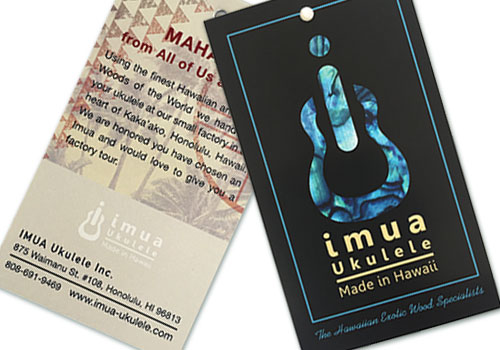 MAHA
from All of Us a
Using the finest Hawaiian an
Woods of the World we hand
your ukulele at our small factory in
heart of Kaka'ako, Honolulu, Hawaii.
We are honored you have chosen an
Imua and would love to give you a
factory tour.
imua
Ukulele
Made in Hawaii
IMUA Ukulele Inc.
875 Waimanu St. #108, Honolulu, HI 96813
808-691-9469 www.imua-ukulele.com
imua
Ukulele
Made in Hawaii
The Hawaiian Exotic Wood Specialists